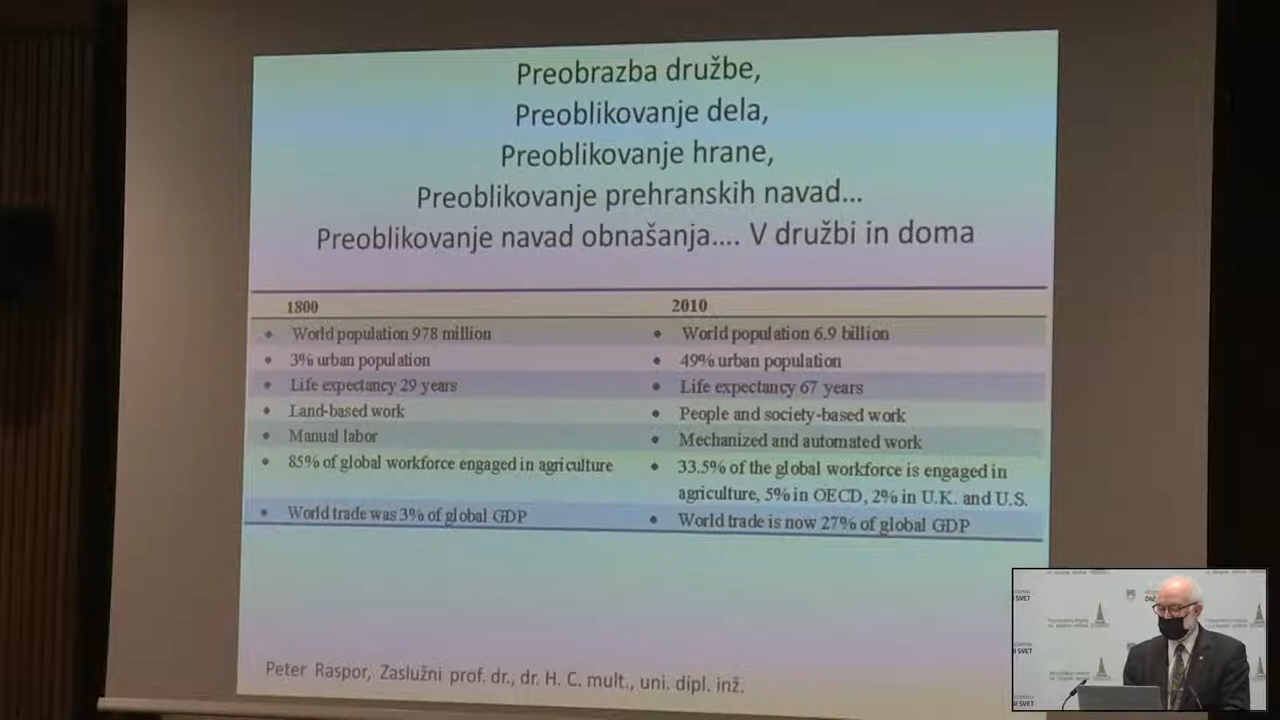 Preobrazba družbe,
Preoblikovanje dela,
Preoblikovanje hrane,
Preoblikovanje prehranskih navad...
Preoblikovanje navad obnašanja.... V družbi in doma
1800
2010
• World population 978 million
• World population 6.9 billion
• 3% urban population
• 49% urban population
• Life expectancy 29 years
• Life expectancy 67 years
• Land-based work
• People and society-based work
• Manual labor
• Mechanized and automated work
• 85% of global workforce engaged in agriculture
• 33.5% of the global workforce is engaged in
agriculture, 5% in OECD, 2% in U.K. and U.S.
• World trade was 3% of global GDP
• World trade is now 27% of global GDP
Peter Raspor, Zaslužni prof. dr., dr. H. C. mult., uni. dipl. inž.
SVET